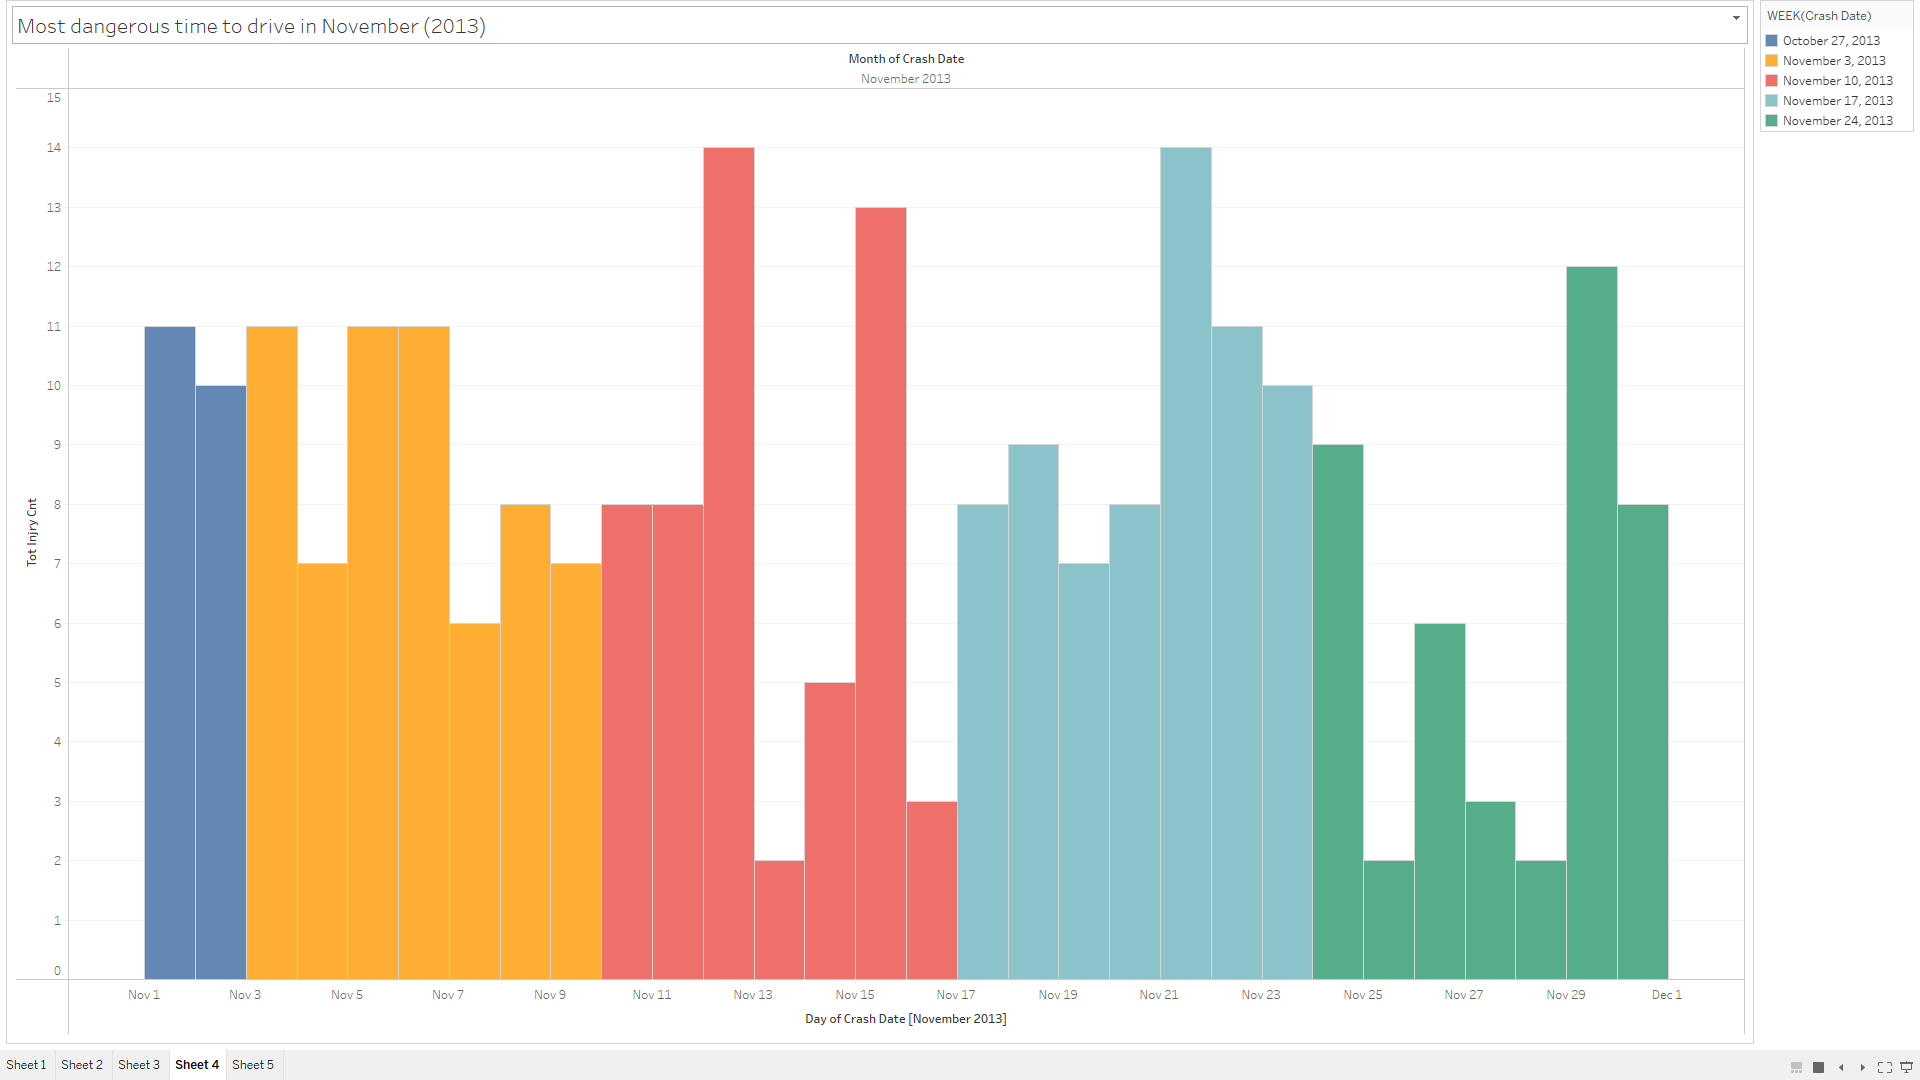 Most dangerous time to drive in November (2013)
WEEK(Crash Date)
October 27, 2013
November 3, 2013
November 10, 2013
November 17, 2013
November 24, 2013
Month of Crash Date
November 2013
15
14
13
12
11
10
9
8
7
6
5
4
3
2
1
0
Tot Injry Cnt
Nov 1 Nov 3 Nov 5 Nov 7 Nov 9 Nov 11 Nov 13 Nov 15 Nov 17 Nov 19 Nov 21 Nov 23 Nov 25 Nov 27 Nov 29 Dec 1
Day of Crash Date [November 2013]
Sheet 1 Sheet 2 Sheet 3 Sheet 4 Sheet 5